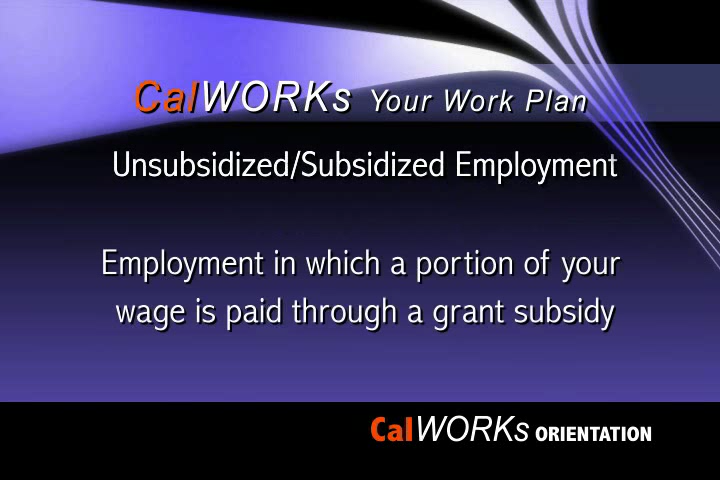 CalWORKs Your Work Plan
Unsubsidized/Subsidized Employment
Employment in which a portion of your
wage is paid through a grant subsidy
CalWORKs ORIENTATION